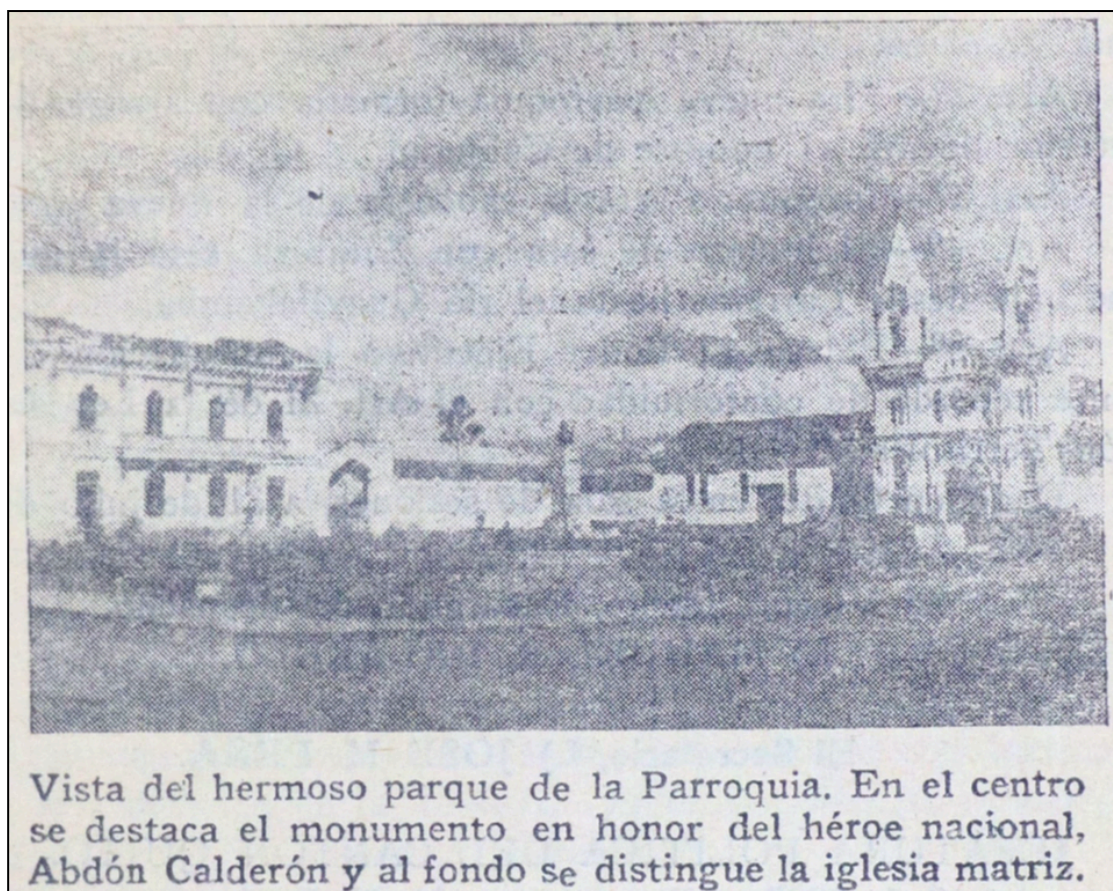 Vista del hermoso parque de la Parroquia. En el centro
se destaca el monumento en honor del héroe nacional,
Abdón Calderón y al fondo se distingue la iglesia matriz.